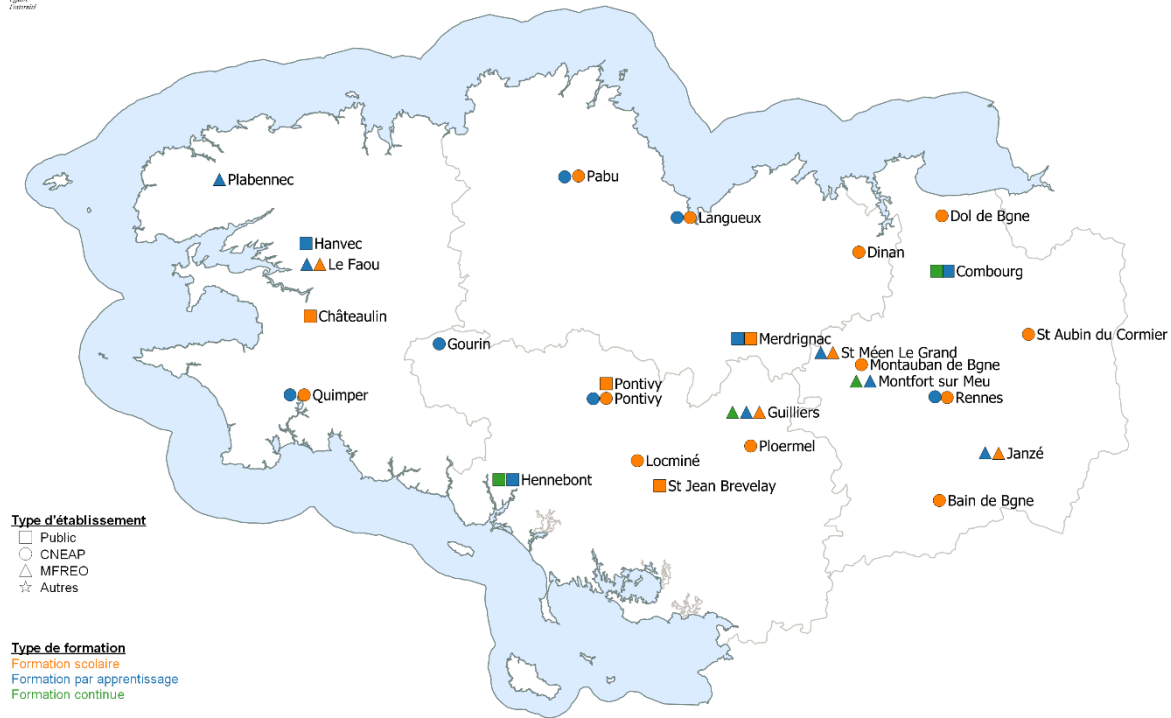 Plabennec
Pabu
Langueux
Dol de Bgne
Hanvec
Dinan
Le Faou
Combourg
Châteaulin
St Aubin du Cormier
Gourin
Merdrignac
St Méen Le Grand
Montauban de Bgne
Pontivy
Montfort sur Meu
Quimper
Pontivy
Rennes
Guilliers
Ploermel
Janzé
Locminé
Hennebont
St Jean Brevelay
Bain de Bgne
Type d'établissement
Public
CNEAP
MFREO
Autres
Type de formation
Formation scolaire
Formation par apprentissage
Formation continue